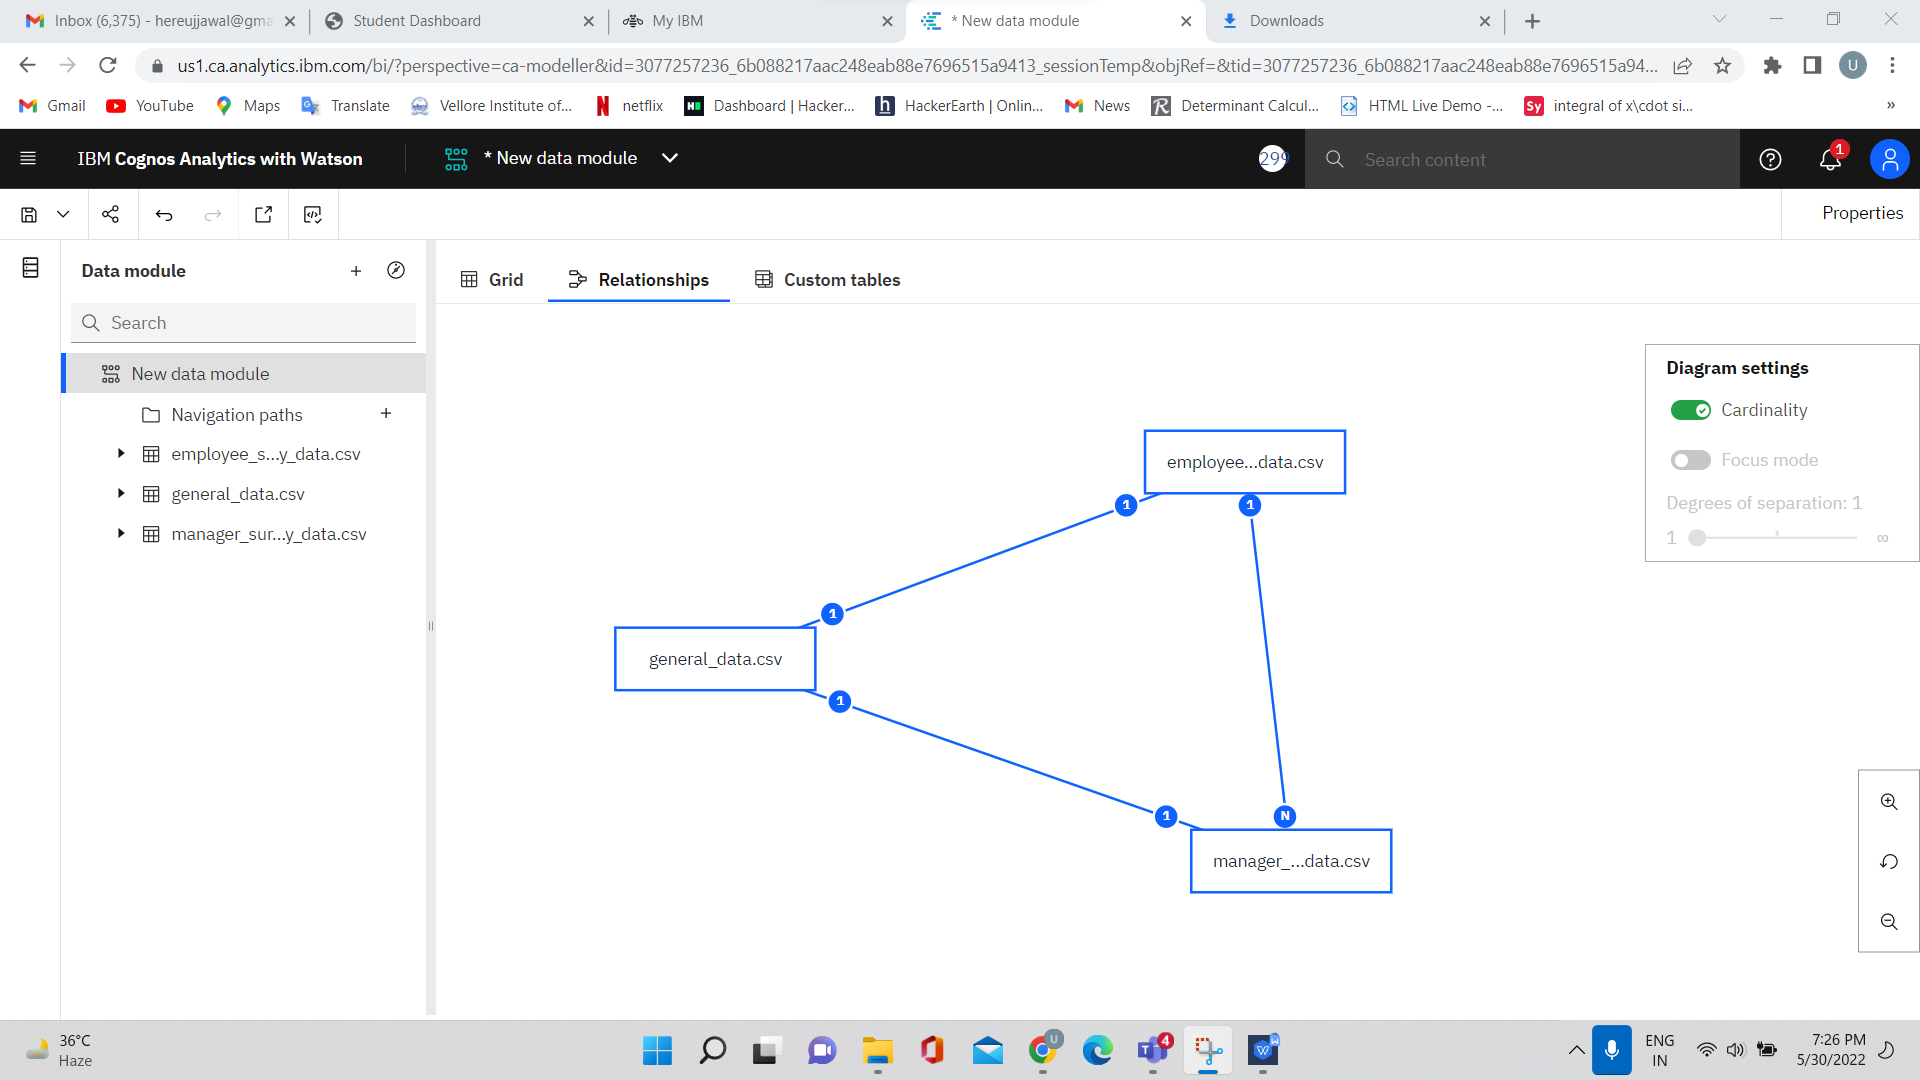 Inbox (6,375) - hereujjawal@gma
Student Dashboard
My IBM
* New data module
Downloads
us1.ca.analytics.ibm.com/bi/?perspective=ca-modeller&id=3077257236_6b088217aac248eab88e7696515a9413_sessionTemp&objRef=&tid=3077257236_6b088217aac248eab88e7696515a94...
U
Gmail
YouTube
Maps
Translate
Vellore Institute of...
netflix
Dashboard | Hacker...
HackerEarth | Onlin...
News
Determinant Calcul...
HTML Live Demo -...
Sy integral of x\cdot si...
IBM Cognos Analytics with Watson
* New data module
299
Search content
1
Properties
Data module
Search
New data module
Navigation paths
employee_s...y_data.csv
general_data.csv
manager_sur...y_data.csv
Grid
Relationships
Custom tables
employee...data.csv
1
1
1
general_data.csv
1
1
N
manager_...data.csv
Diagram settings
Cardinality
Focus mode
Degrees of separation: 1
1
∞
36°C
Haze
U
4
W
ENG
IN
7:26 PM
5/30/2022